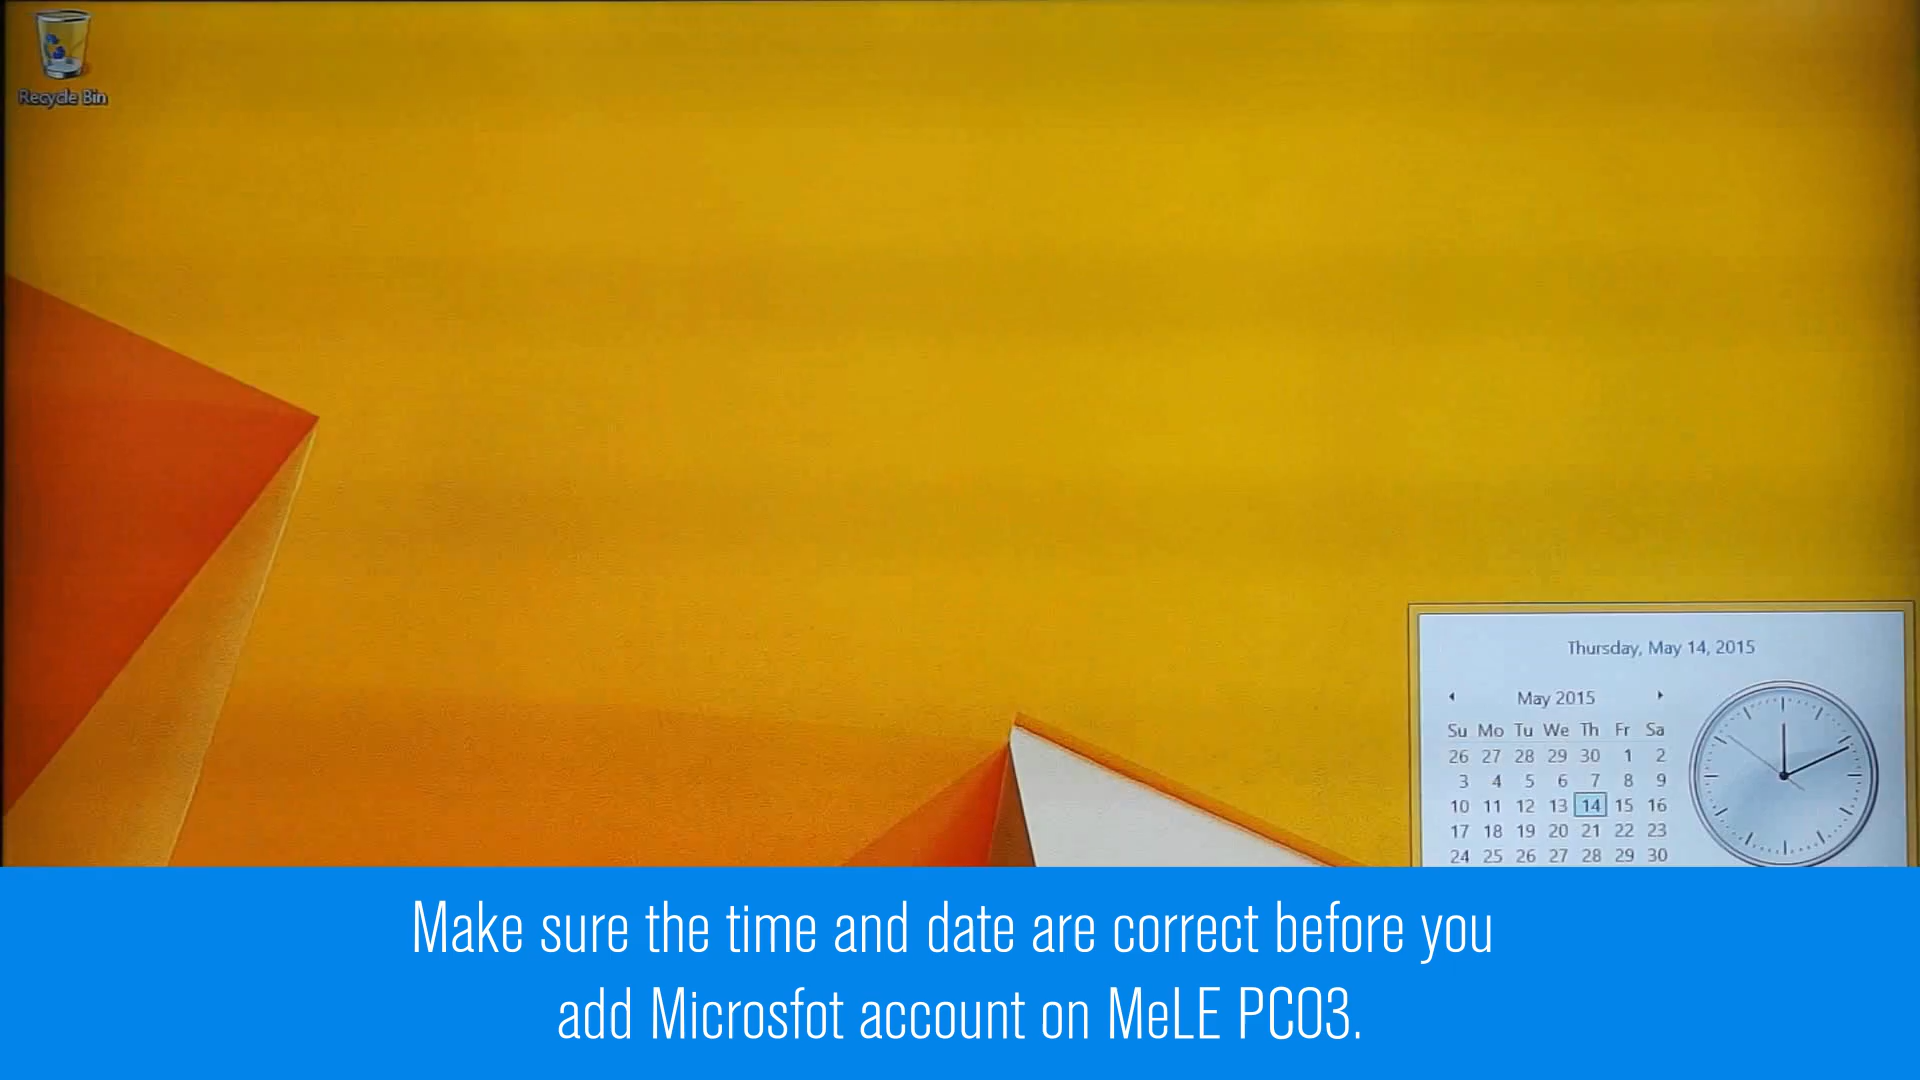 Recycle Bin
Thursday, May 14, 2015
May 2015
Su Mo Tu We Th Fr Sa
26 27 28 29 30 1 2
3 4 5 6 7 8 9
10 11 12 13 14 15 16
17 18 19 20 21 22 23
24 25 26 27 28 29 30
Make sure the time and date are correct before you
add Microsfot account on MeLE PC03.